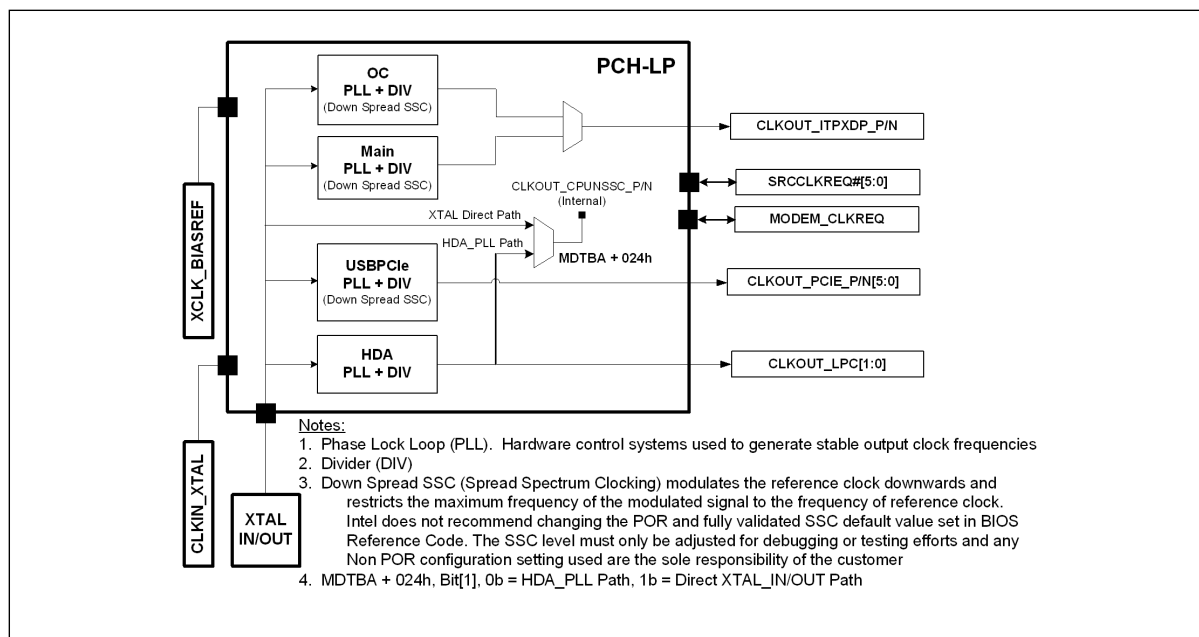 PCH-LP
OC
PLL + DIV
(Down Spread SSC)
CLKOUT_ITPXDP_P/N
Main
PLL + DIV
(Down Spread SSC)
SRCCLKREQ#[5:0]
CLKOUT_CPUNSSC_P/N
(Internal)
MODEM_CLKREQ
XTAL Direct Path
HDA_PLL Path
MDTBA + 024h
USBPCIe
PLL + DIV
(Down Spread SSC)
CLKOUT_PCIE_P/N[5:0]
HDA
PLL + DIV
CLKOUT_LPC[1:0]
XCLK_BIASREF
CLKIN_XTAL
XTAL
IN/OUT
Notes:
1. Phase Lock Loop (PLL). Hardware control systems used to generate stable output clock frequencies
2. Divider (DIV)
3. Down Spread SSC (Spread Spectrum Clocking) modulates the reference clock downwards and
restricts the maximum frequency of the modulated signal to the frequency of reference clock.
Intel does not recommend changing the POR and fully validated SSC default value set in BIOS
Reference Code. The SSC level must only be adjusted for debugging or testing efforts and any
Non POR configuration setting used are the sole responsibility of the customer
4. MDTBA + 024h, Bit[1], 0b = HDA_PLL Path, 1b = Direct XTAL_IN/OUT Path